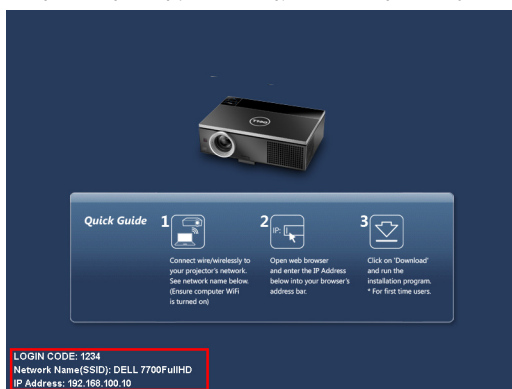 DELL
Quick Guide
1
Connect wire/wirelessly to
your projector's network.
See network name below.
(Ensure computer WiFi
is turned on)
2
IP:
Open web browser
and enter the IP Address
below into your browser's
address bar.
3
Click on 'Download'
and run the
installation program.
* For first time users.
LOGIN CODE: 1234
Network Name(SSID): DELL 7700FullHD
IP Address: 192.168.100.10